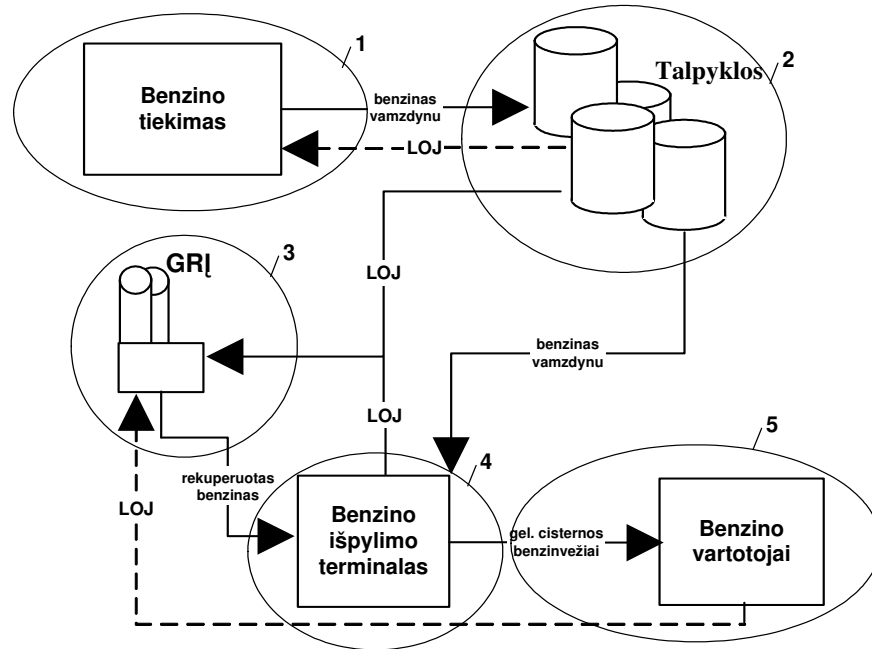 1
Benzino
tiekimas
benzinas
vamzdynu
LOJ
Talpyklos
2
GRĮ
3
LOJ
benzinas
vamzdynu
LOJ
rekuperuotas
benzinas
LOJ
4
Benzino
išpylimo
terminalas
gel. cisternos
benzinvežiai
5
Benzino
vartotojai